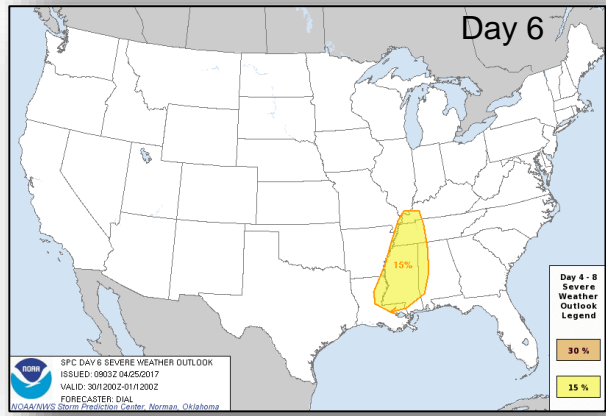 Day 6
15%
Day 4 - 8
Severe
Weather
Outlook
Legend
30 %
15 %
NOAA
SPC DAY 6 SEVERE WEATHER OUTLOOK
ISSUED: 0903Z 04/25/2017
VALID: 30/1200Z-01/1200Z
FORECASTER: DIAL
NOAA/NWS Storm Prediction Center, Norman, Oklahoma